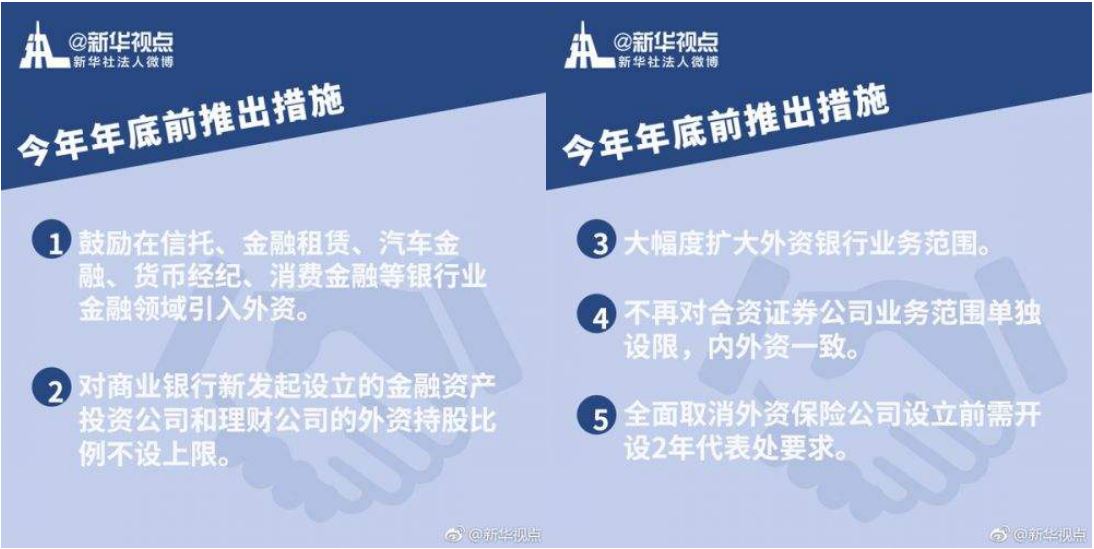 @新华视点
新华社法人微博
今年年底前推出措施
1 鼓励在信托、金融租赁、汽车金
融、货币经纪、消费金融等银行业
金融领域引入外资。
2 对商业银行新发起设立的金融资产
投资公司和理财公司的外资持股比
例不设上限。
@新华视点
@新华视点
新华社法人微博
今年年底前推出措施
3 大幅度扩大外资银行业务范围。
4 不再对合资证券公司业务范围单独
设限，内外资一致。
5 全面取消外资保险公司设立前需开
设2年代表处要求。
@新华视点